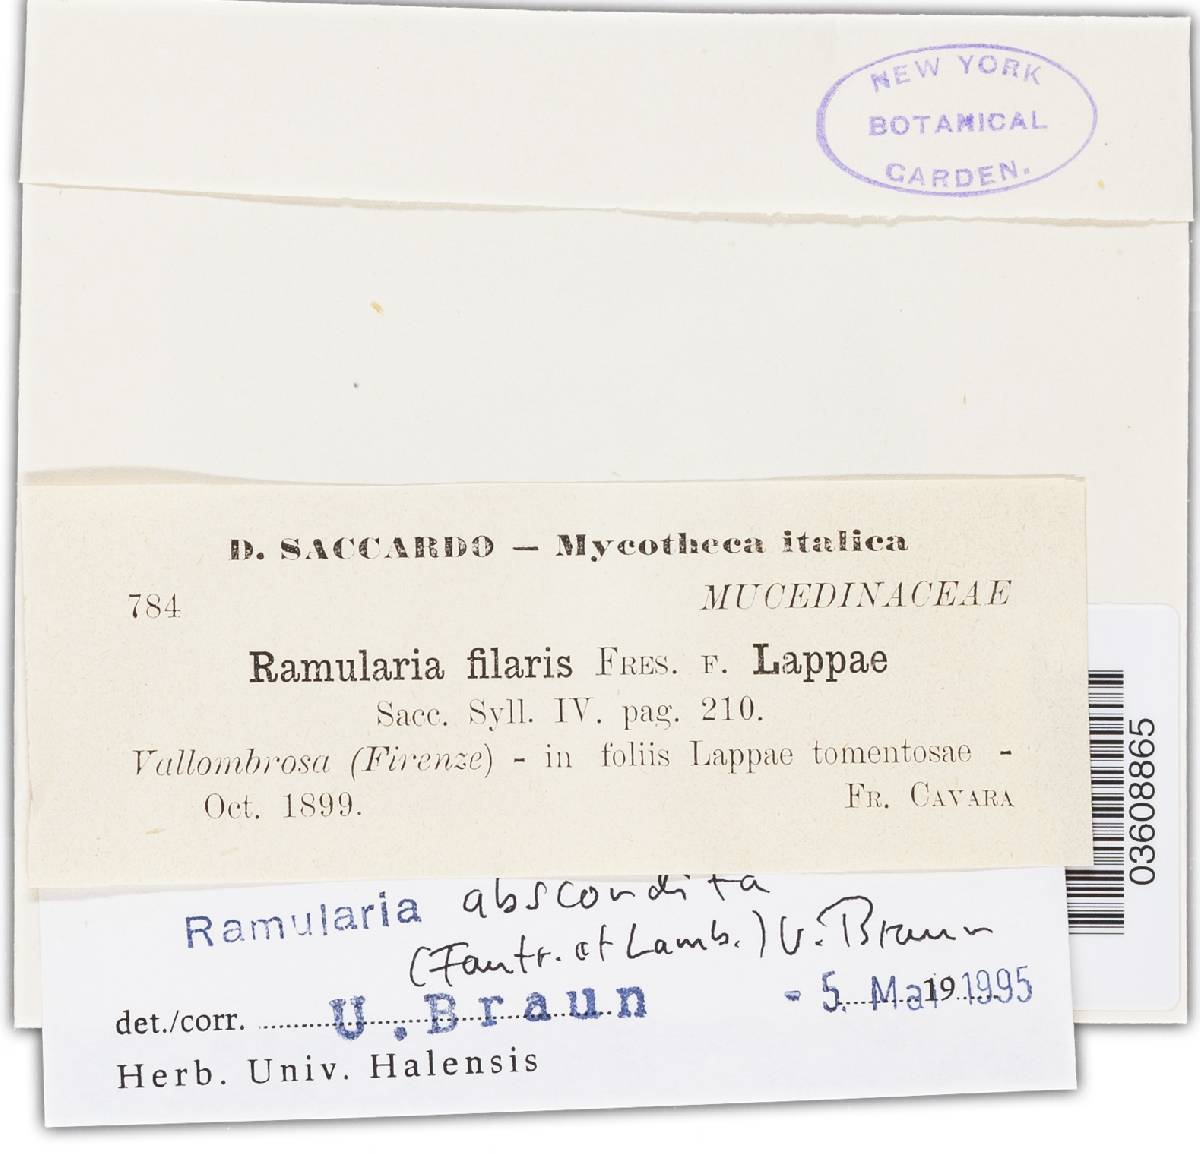 NEW YORK
BOTANICAL
GARDEN.
D. SACCARDO — Mycotheca italica
784 MUCEDINACEAE
Ramularia filaris FRES. F. Lappae
Sacc. Syll. IV. pag. 210.
Vallombrosa (Firenze) - in foliis Lappae tomentosae -
Oct. 1899. FR. CAVARA
03608865
Ramularia abscondita
(Fautr. et Lamb.) U. Braun
det./corr. U. Braun - 5. Mai 19 1995
Herb. Univ. Halensis